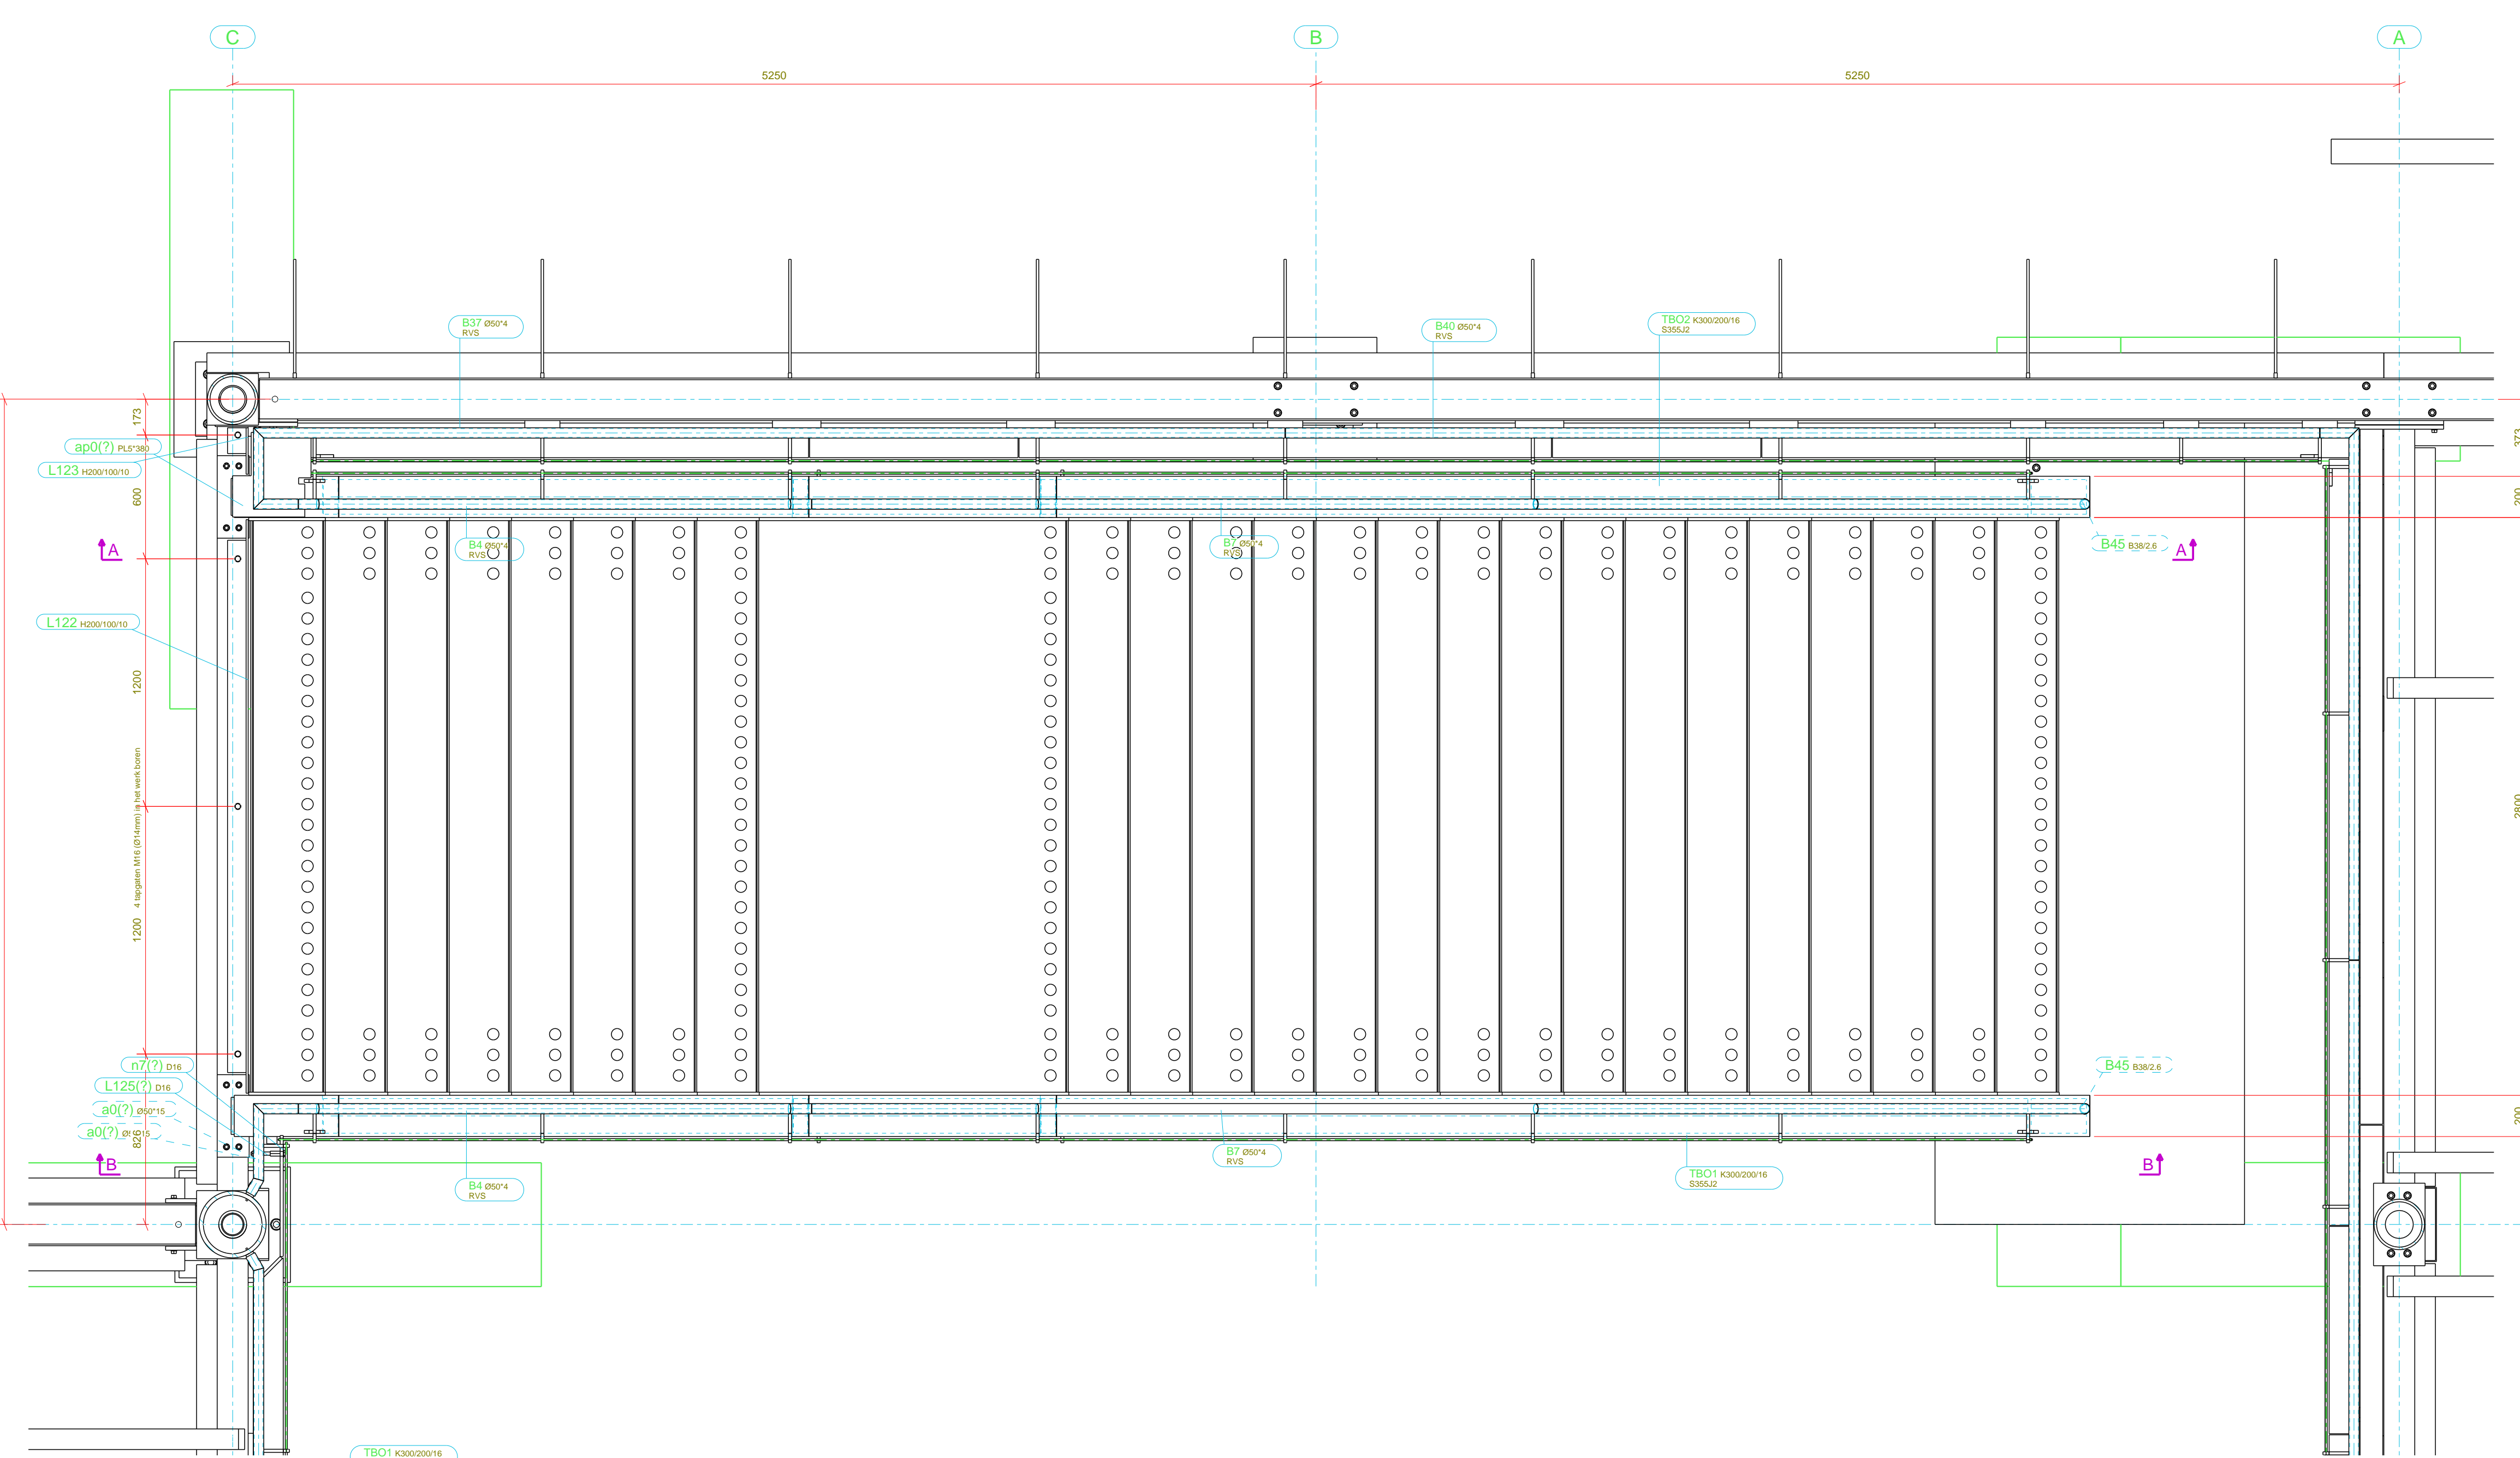 C
B
A
5250
5250
B37 Ø50*4
RVS
B40 Ø50*4
RVS
TBO2 K300/200/16
S355J2
173
373
ap0(?) PL5*380
L123 H200/100/10
600
200
A
B4 Ø50*4
RVS
B7 Ø50*4
RVS
B45 B38/2.6
A
L122 H200/100/10
1200
4 tapgaten M16 (Ø14mm) in het werk boren
2800
1200
n7(?) D16
L125(?) D16
a0(?) Ø50*15
a0(?)
826
B45 B38/2.6
200
B
B7 Ø50*4
RVS
B
B4 Ø50*4
RVS
TBO1 K300/200/16
S355J2
TBO1 K300/200/16